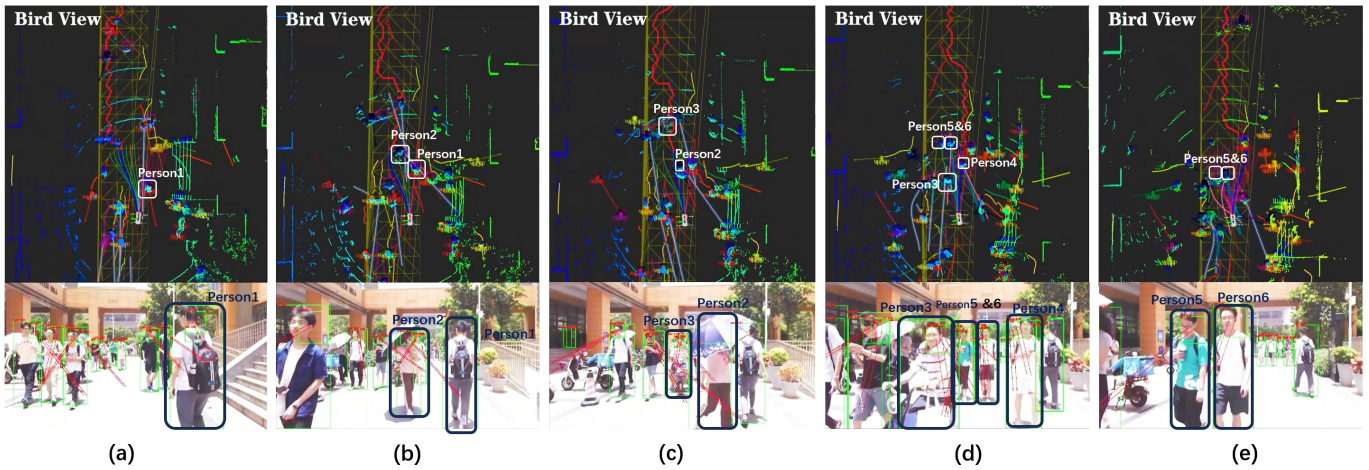 Bird View
Person1
Person1
(a)
Bird View
Person2
Person1
Person2
Person1
(b)
Bird View
Person3
Person2
Person3
Person2
(c)
Bird View
Person5&6
Person4
Person3
Person3
Person5 &6
Person4
(d)
Bird View
Person5&6
Person5
Person6
(e)